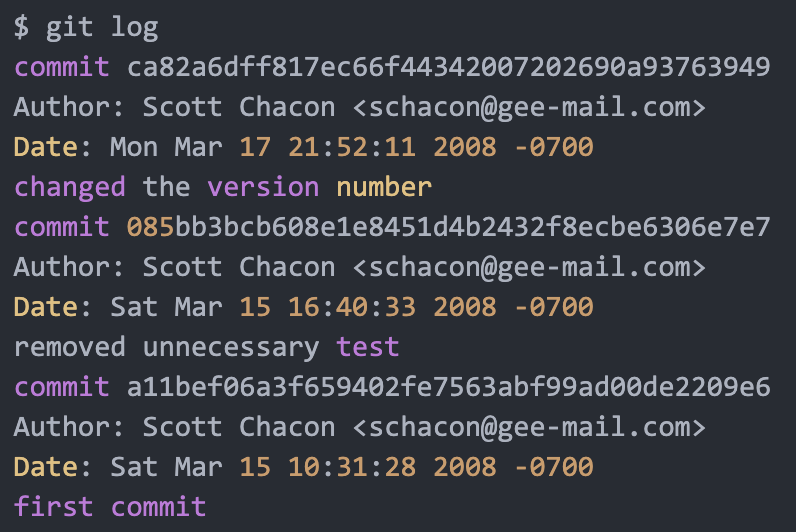 $ git log
commit ca82a6dff817ec66f44342007202690a93763949
Author: Scott Chacon <schacon@gee-mail.com>
Date: Mon Mar 17 21:52:11 2008 -0700
changed the version number
commit 085bb3bcb608e1e8451d4b2432f8ecbe6306e7e7
Author: Scott Chacon <schacon@gee-mail.com>
Date: Sat Mar 15 16:40:33 2008 -0700
removed unnecessary test
commit a11bef06a3f659402fe7563abf99ad00de2209e6
Author: Scott Chacon <schacon@gee-mail.com>
Date: Sat Mar 15 10:31:28 2008 -0700
first commit